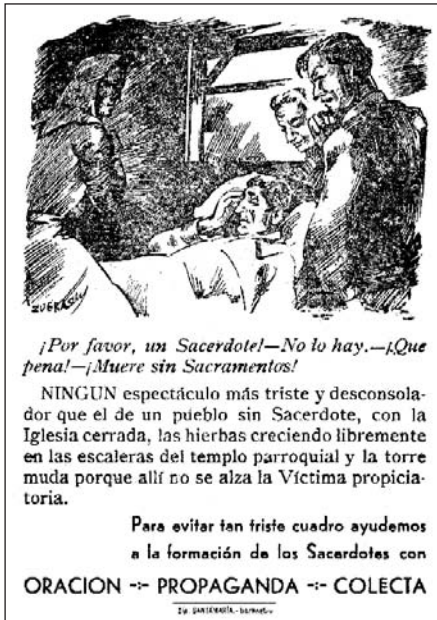 ZUERAS
¡Por favor, un Sacerdote!—No lo hay.—¡Que
pena!—¡Muere sin Sacramentos!
NINGUN espectáculo más triste y desconsola-
dor que el de un pueblo sin Sacerdote, con la
Iglesia cerrada, las hierbas creciendo libremente
en las escaleras del templo parroquial y la torre
muda porque allí no se alza la Víctima propicia-
toria.
Para evitar tan triste cuadro ayudemos
a la formación de los Sacerdotes con
ORACION -:- PROPAGANDA -:- COLECTA